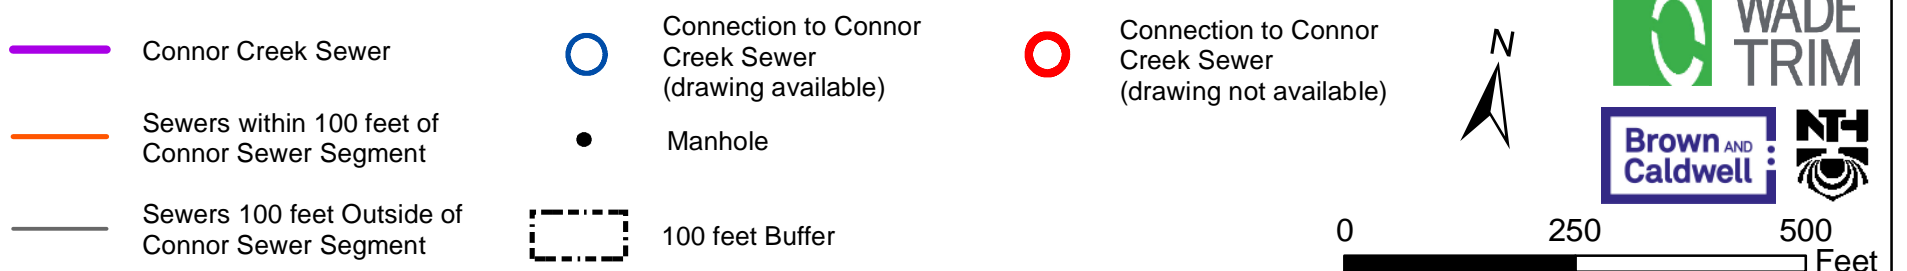 Connor Creek Sewer
Sewers within 100 feet of
Connor Sewer Segment
Sewers 100 feet Outside of
Connor Sewer Segment
Connection to Connor
Creek Sewer
(drawing available)
Manhole
100 feet Buffer
Connection to Connor
Creek Sewer
(drawing not available)
N
WADE
TRIM
Brown AND
Caldwell
NTH
0 250 500
Feet